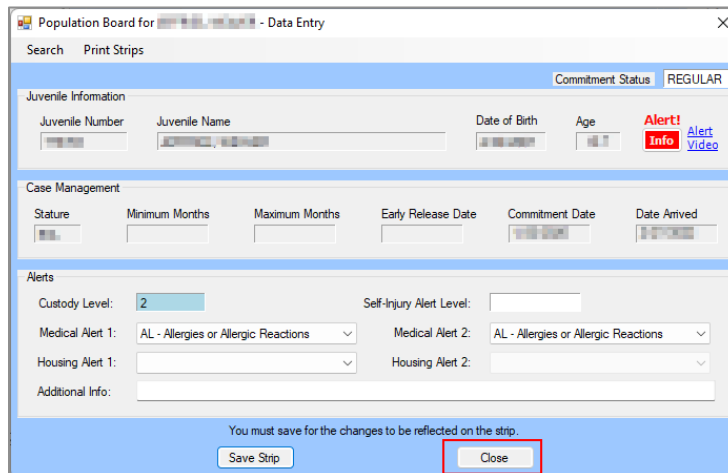 Population Board for - Data Entry
Search Print Strips
Commitment Status REGULAR
Juvenile Information
Juvenile Number Juvenile Name Date of Birth Age Alert!
Info Alert Video
Case Management
Stature Minimum Months Maximum Months Early Release Date Commitment Date Date Arrived
Alerts
Custody Level: 2 Self-Injury Alert Level:
Medical Alert 1: AL - Allergies or Allergic Reactions Medical Alert 2: AL - Allergies or Allergic Reactions
Housing Alert 1: Housing Alert 2:
Additional Info:
You must save for the changes to be reflected on the strip.
Save Strip Close